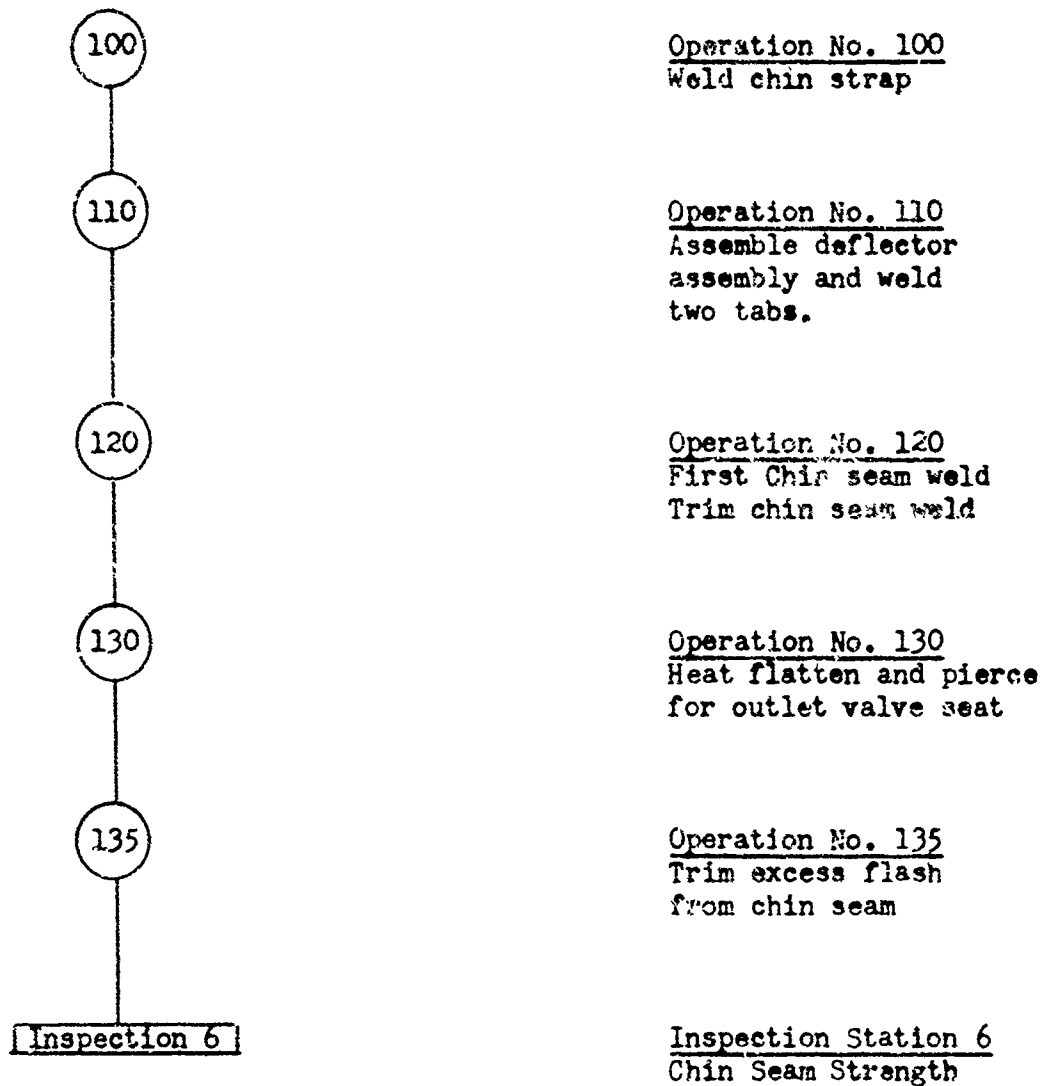 100
Operation No. 100
Weld chin strap
110
Operation No. 110
Assemble deflector
assembly and weld
two tabs.
120
Operation No. 120
First Chin seam weld
Trim chin seam weld
130
Operation No. 130
Heat flatten and pierce
for outlet valve seat
135
Operation No. 135
Trim excess flash
from chin seam
Inspection 6
Inspection Station 6
Chin Seam Strength